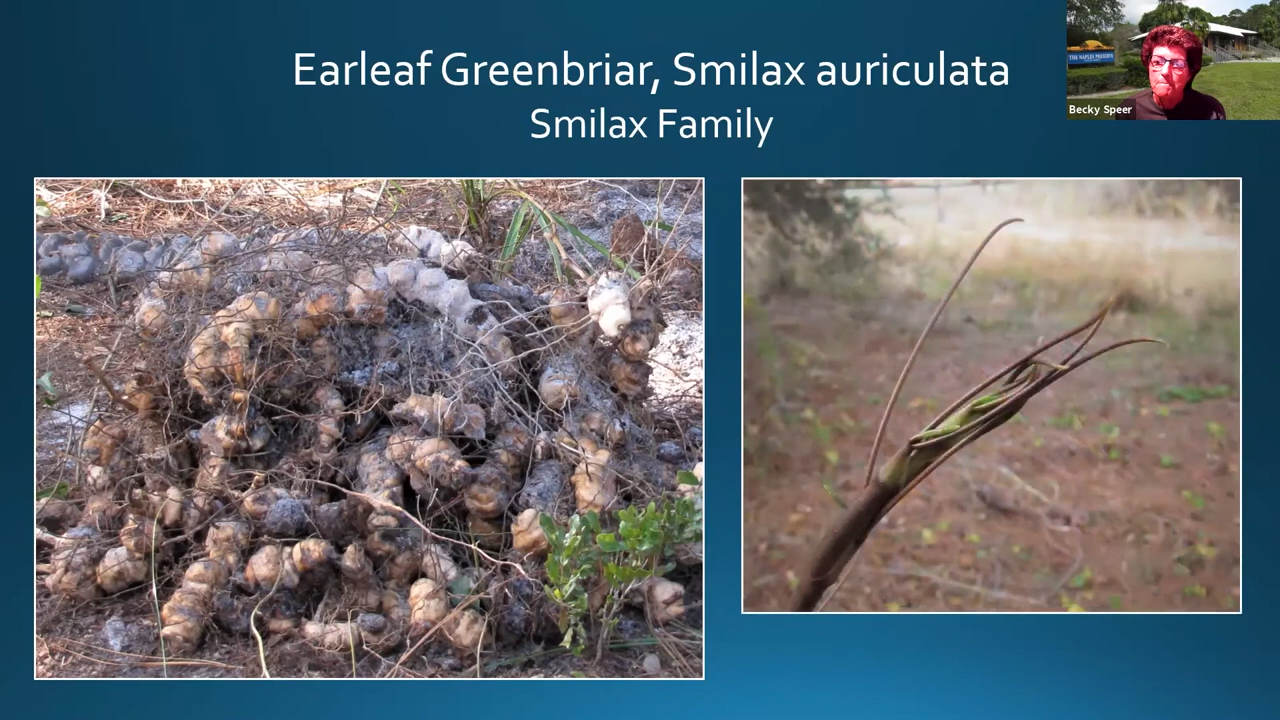 Earleaf Greenbriar, Smilax auriculata
Smilax Family
THE NAPLES PRESERVE
Becky Speer